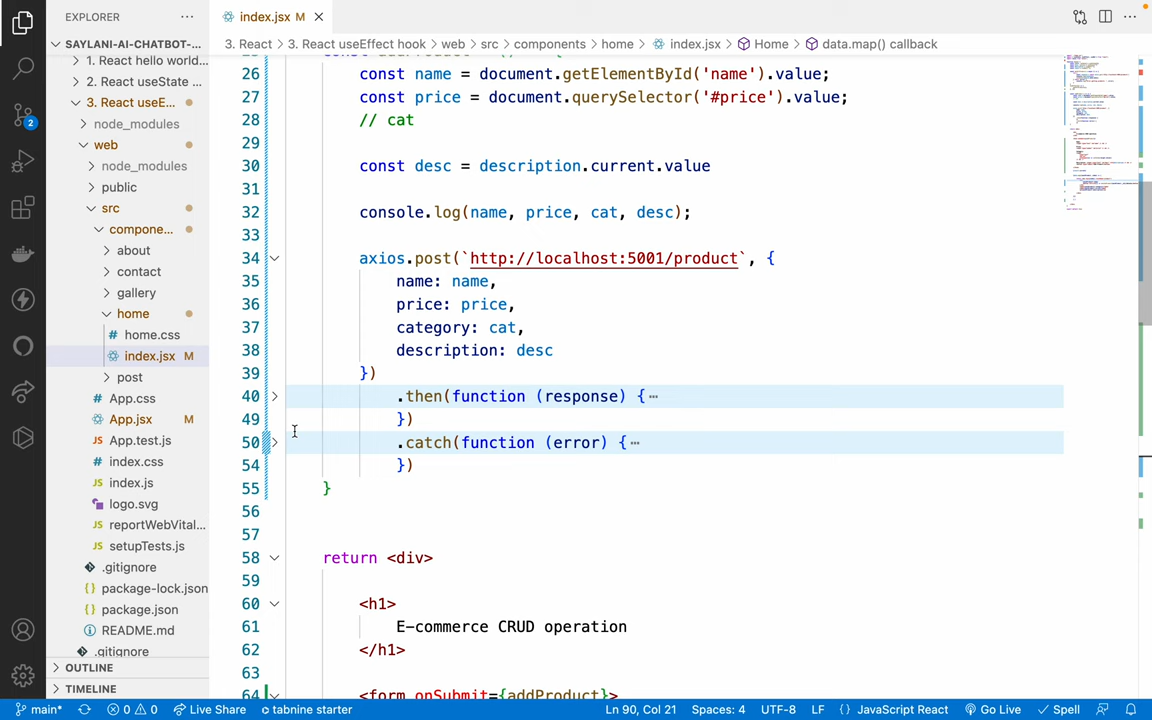 EXPLORER
index.jsx M
SAYLANI-AI-CHATBOT-...
3. React > 3. React useEffect hook > web > src > components > home > index.jsx > Home > data.map() callback
1. React hello world...
2. React useState ...
3. React useE...
node_modules
web
node_modules
public
src
compone...
about
contact
gallery
home
# home.css
index.jsx M
post
# App.css
App.jsx M
JS App.test.js
# index.css
JS index.js
logo.svg
JS reportWebVital...
JS setupTests.js
.gitignore
{} package-lock.json
{} package.json
README.md
.gitignore
OUTLINE
TIMELINE
2
26 const name = document.getElementById('name').value;
27 const price = document.querySelector('#price').value;
28 // cat
29
30 const desc = description.current.value
31
32 console.log(name, price, cat, desc);
33
34 axios.post(`http://localhost:5001/product`, {
35 name: name,
36 price: price,
37 category: cat,
38 description: desc
39 })
40 .then(function (response) {⋯
49 })
50 .catch(function (error) {⋯
54 })
55 }
56
57
58 return <div>
59
60 <h1>
61 E-commerce CRUD operation
62 </h1>
63
64 <form onSubmit={addProduct}>
main* 0 0 Live Share tabnine starter Ln 90, Col 21 Spaces: 4 UTF-8 LF {} JavaScript React Go Live Spell